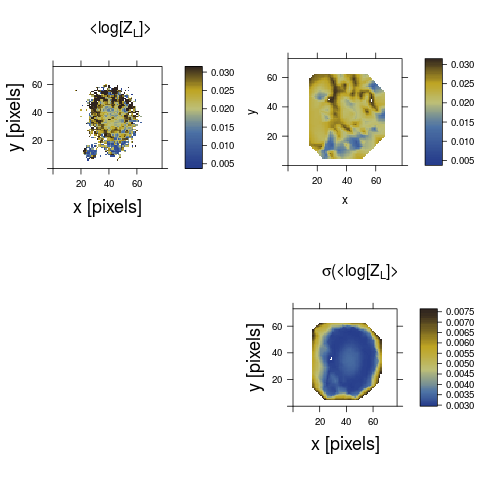 <log[Z_L]>
y [pixels]
60
40
20
20 40 60
x [pixels]
0.030
0.025
0.020
0.015
0.010
0.005
y
60
40
20
20 40 60
x
0.030
0.025
0.020
0.015
0.010
0.005
σ(<log[Z_L]>
y [pixels]
60
40
20
20 40 60
x [pixels]
0.0075
0.0070
0.0065
0.0060
0.0055
0.0050
0.0045
0.0040
0.0035
0.0030